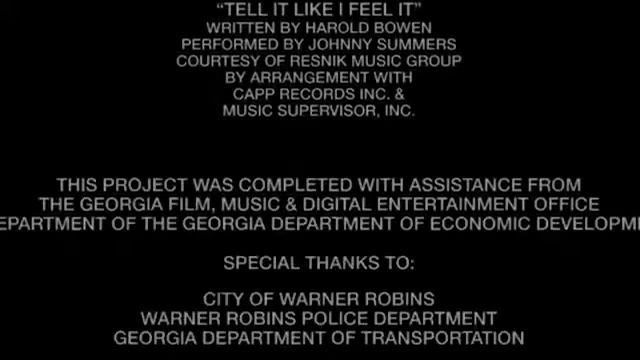 “TELL IT LIKE I FEEL IT”
WRITTEN BY HAROLD BOWEN
PERFORMED BY JOHNNY SUMMERS
COURTESY OF RESNIK MUSIC GROUP
BY ARRANGEMENT WITH
CAPP RECORDS INC. &
MUSIC SUPERVISOR, INC.
THIS PROJECT WAS COMPLETED WITH ASSISTANCE FROM
THE GEORGIA FILM, MUSIC & DIGITAL ENTERTAINMENT OFFICE
EPARTMENT OF THE GEORGIA DEPARTMENT OF ECONOMIC DEVELOPM
SPECIAL THANKS TO:
CITY OF WARNER ROBINS
WARNER ROBINS POLICE DEPARTMENT
GEORGIA DEPARTMENT OF TRANSPORTATION